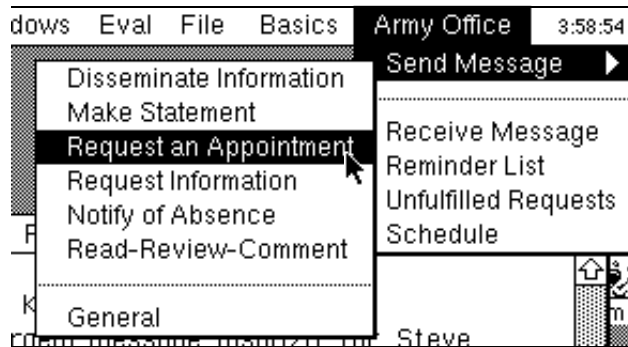 dows Eval File Basics Army Office 3:58:54
Send Message
Disseminate Information
Make Statement
Request an Appointment
Request Information
Notify of Absence
Read-Review-Comment
General
Receive Message
Reminder List
Unfulfilled Requests
Schedule
F
K
message Steve
m